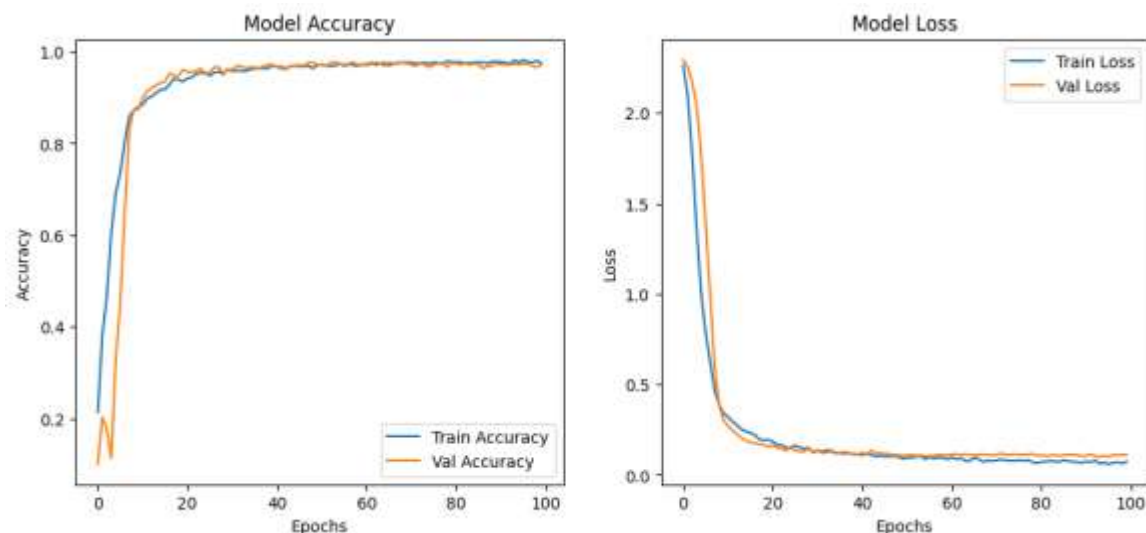 Model Accuracy
1.0
0.8
0.6
0.4
0.2
Accuracy
Train Accuracy
Val Accuracy
0 20 40 60 80 100
Epochs
Model Loss
Train Loss
Val Loss
2.0
1.5
1.0
0.5
0.0
Loss
0 20 40 60 80 100
Epochs